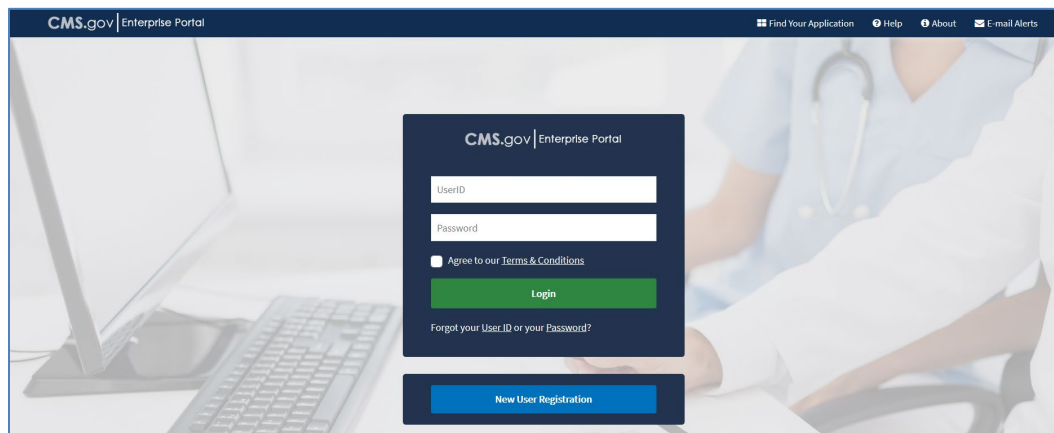 CMS.gov Enterprise Portal
Find Your Application Help About E-mail Alerts
CMS.gov Enterprise Portal
UserID
Password
Agree to our Terms & Conditions
Login
Forgot your User ID or your Password?
New User Registration